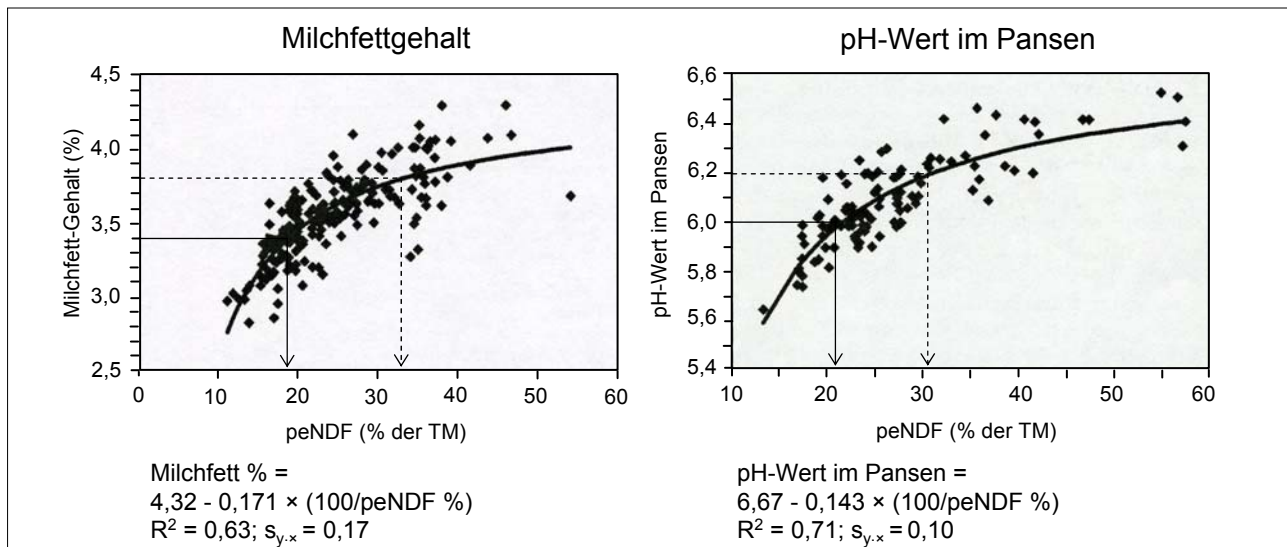 Milchfettgehalt
4,5
4,0
3,5
3,0
2,5
Milchfett-Gehalt (%)
0 10 20 30 40 50 60
peNDF (% der TM)
Milchfett % =
4,32 - 0,171 × (100/peNDF %)
R² = 0,63; sy·× = 0,17
pH-Wert im Pansen
6,6
6,4
6,2
6,0
5,8
5,6
5,4
pH-Wert im Pansen
10 20 30 40 50 60
peNDF (% der TM)
pH-Wert im Pansen =
6,67 - 0,143 × (100/peNDF %)
R² = 0,71; sy·× = 0,10